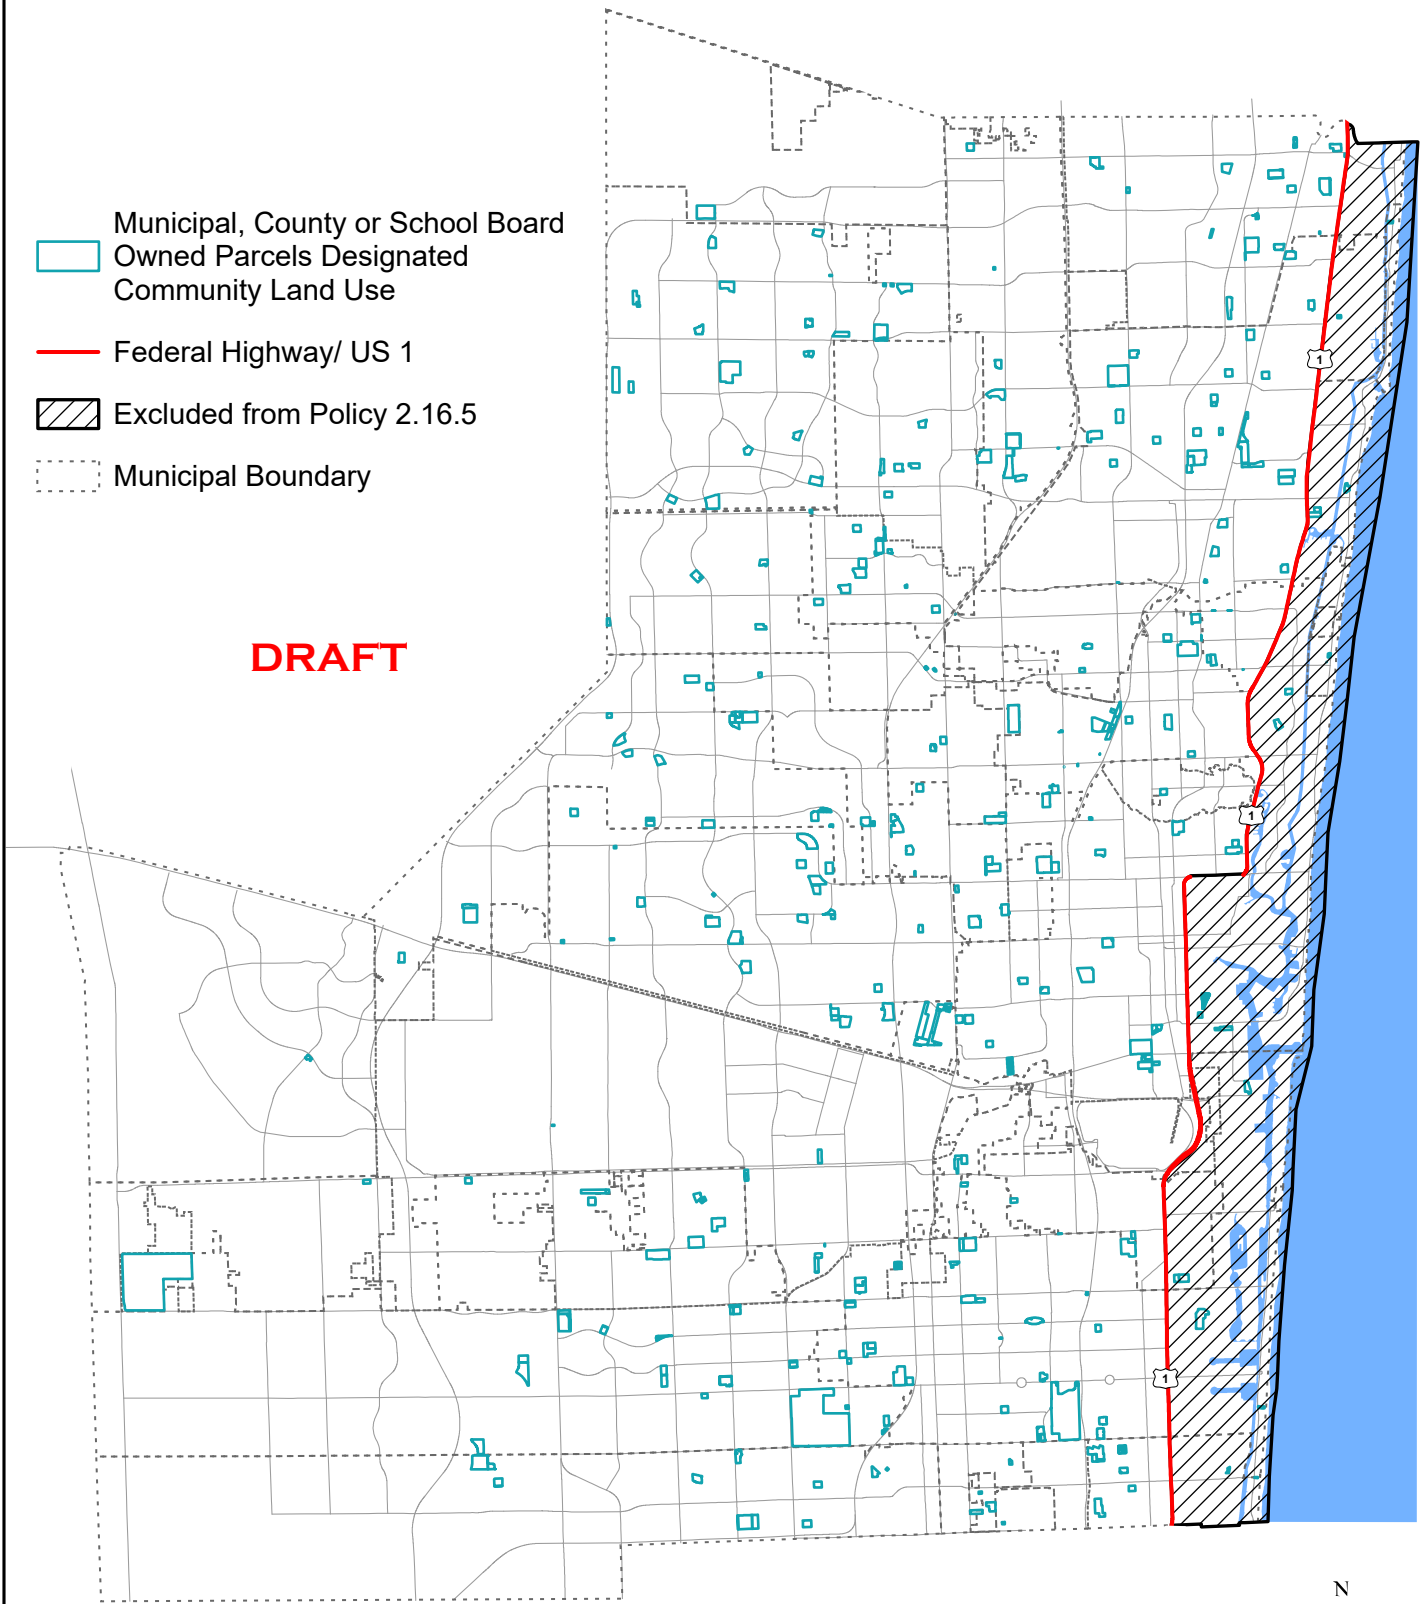 Municipal, County or School Board
Owned Parcels Designated
Community Land Use
Federal Highway/ US 1
Excluded from Policy 2.16.5
Municipal Boundary
DRAFT
1
1
1
N